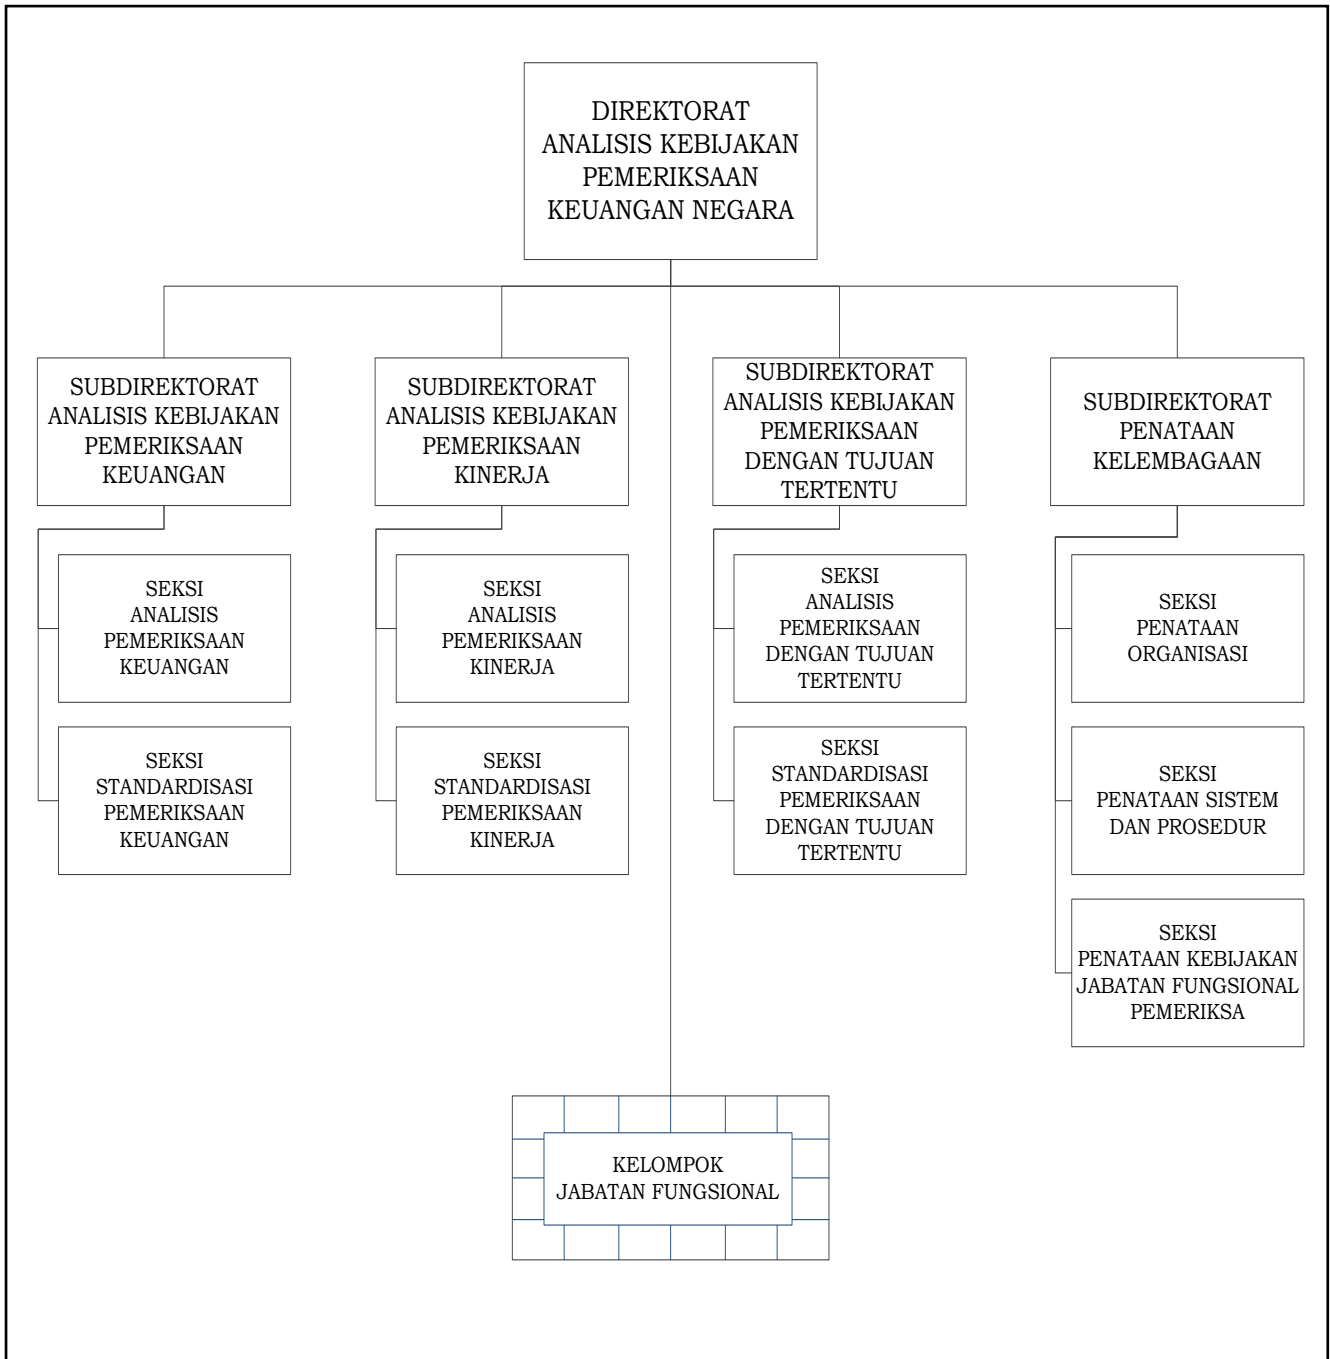 DIREKTORAT
ANALISIS KEBIJAKAN
PEMERIKSAAN
KEUANGAN NEGARA
SUBDIREKTORAT
ANALISIS KEBIJAKAN
PEMERIKSAAN
KEUANGAN
SUBDIREKTORAT
ANALISIS KEBIJAKAN
PEMERIKSAAN
KINERJA
SUBDIREKTORAT
ANALISIS KEBIJAKAN
PEMERIKSAAN
DENGAN TUJUAN
TERTENTU
SUBDIREKTORAT
PENATAAN
KELEMBAGAAN
SEKSI
ANALISIS
PEMERIKSAAN
KEUANGAN
SEKSI
ANALISIS
PEMERIKSAAN
KINERJA
SEKSI
ANALISIS
PEMERIKSAAN
DENGAN TUJUAN
TERTENTU
SEKSI
PENATAAN
ORGANISASI
SEKSI
STANDARDISASI
PEMERIKSAAN
KEUANGAN
SEKSI
STANDARDISASI
PEMERIKSAAN
KINERJA
SEKSI
STANDARDISASI
PEMERIKSAAN
DENGAN TUJUAN
TERTENTU
SEKSI
PENATAAN SISTEM
DAN PROSEDUR
SEKSI
PENATAAN KEBIJAKAN
JABATAN FUNGSIONAL
PEMERIKSA
KELOMPOK
JABATAN FUNGSIONAL